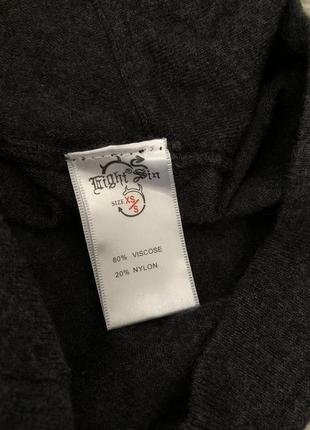 Eight Sin
SIZE XS/S
80% VISCOSE
20% NYLON